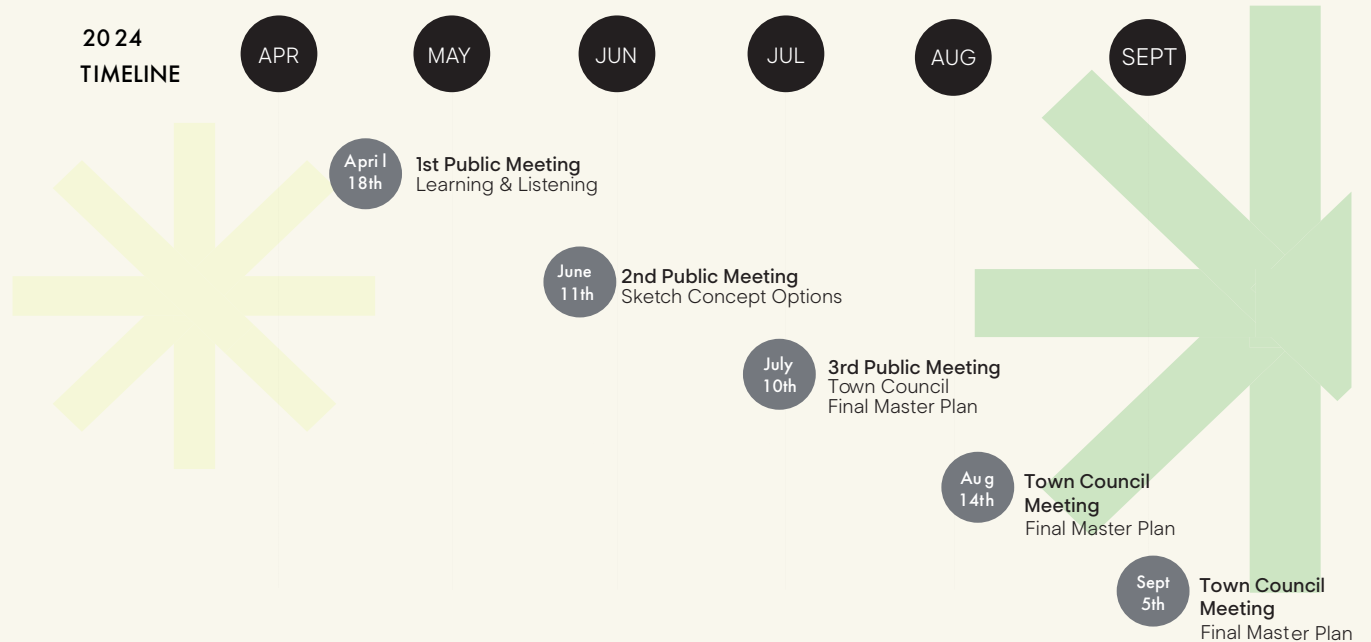 2024
TIMELINE
APR
MAY
JUN
JUL
AUG
SEPT
April
18th
1st Public Meeting
Learning & Listening
June
11th
2nd Public Meeting
Sketch Concept Options
July
10th
3rd Public Meeting
Town Council
Final Master Plan
Aug
14th
Town Council
Meeting
Final Master Plan
Sept
5th
Town Council
Meeting
Final Master Plan